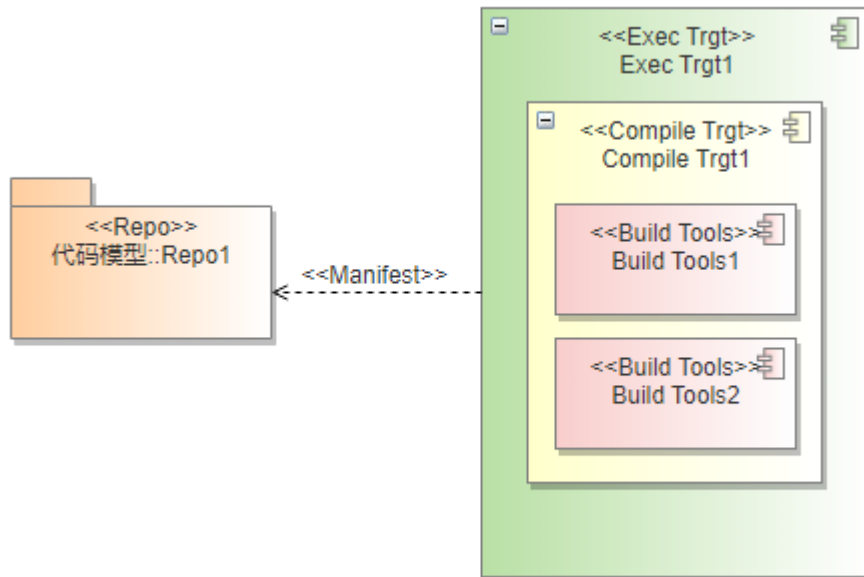 <<Exec Trgt>>
Exec Trgt1
<<Compile Trgt>>
Compile Trgt1
<<Repo>>
代码模型::Repo1
<<Manifest>>
<<Build Tools>>
Build Tools1
<<Build Tools>>
Build Tools2